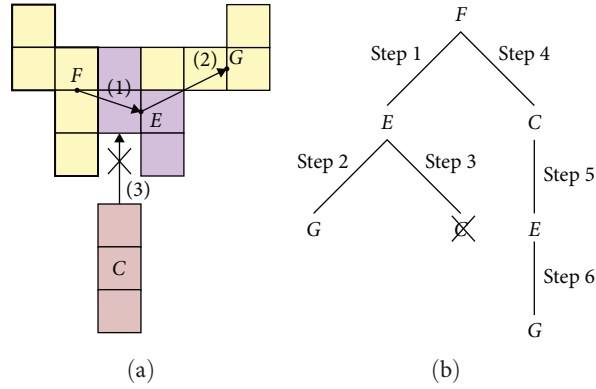 F
(1)
(2)
G
E
(3)
C
(a)
F
Step 1
Step 4
E
C
Step 2
Step 3
Step 5
G
C
E
Step 6
G
(b)